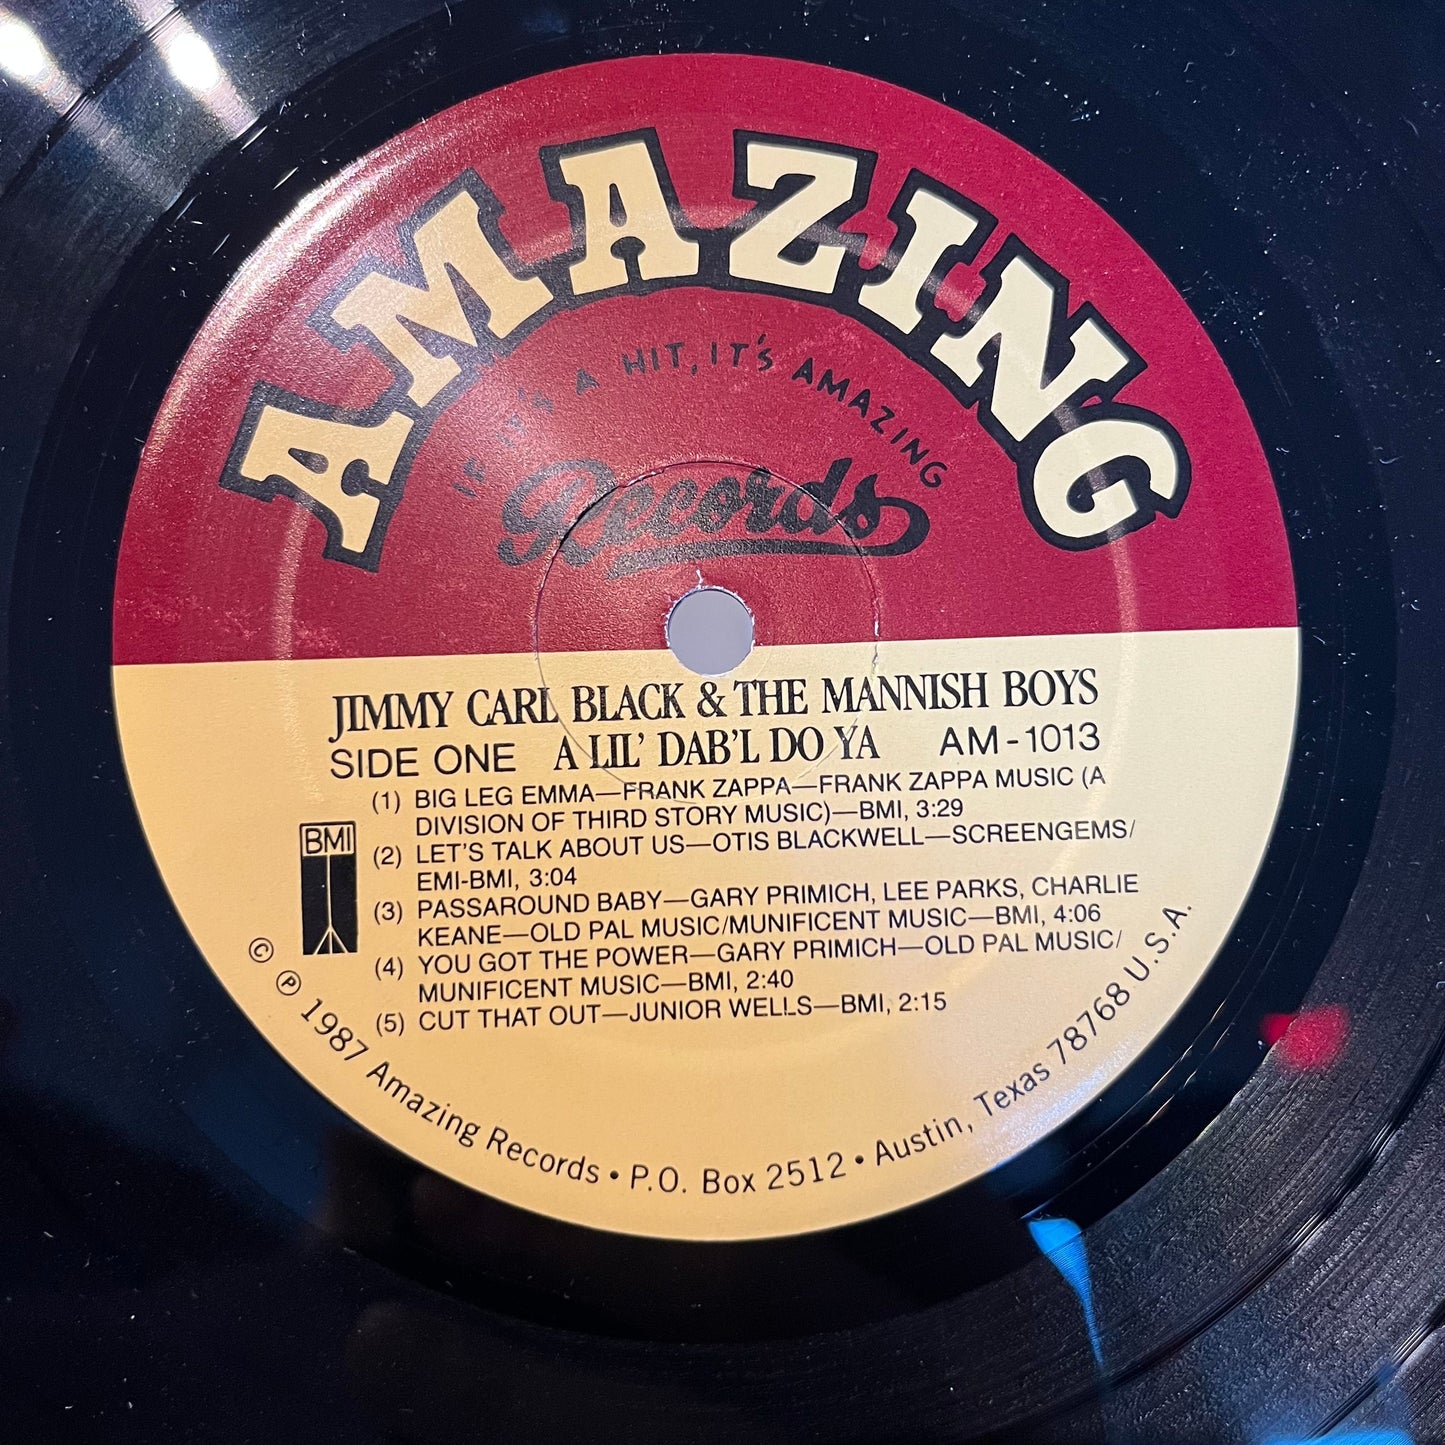 AMAZING
IF IT'S A HIT, IT'S AMAZING
Records
JIMMY CARL BLACK & THE MANNISH BOYS
SIDE ONE A LIL' DAB'L DO YA AM-1013
(1) BIG LEG EMMA—FRANK ZAPPA—FRANK ZAPPA MUSIC (A
DIVISION OF THIRD STORY MUSIC)—BMI, 3:29
BMI
(2) LET'S TALK ABOUT US—OTIS BLACKWELL—SCREENGEMS/
EMI-BMI, 3:04
(3) PASSAROUND BABY—GARY PRIMICH, LEE PARKS, CHARLIE
KEANE—OLD PAL MUSIC/MUNIFICENT MUSIC—BMI, 4:06
(4) YOU GOT THE POWER—GARY PRIMICH—OLD PAL MUSIC/
MUNIFICENT MUSIC—BMI, 2:40
(5) CUT THAT OUT—JUNIOR WELLS—BMI, 2:15
© ℗ 1987 Amazing Records • P.O. Box 2512 • Austin, Texas 78768 U.S.A.